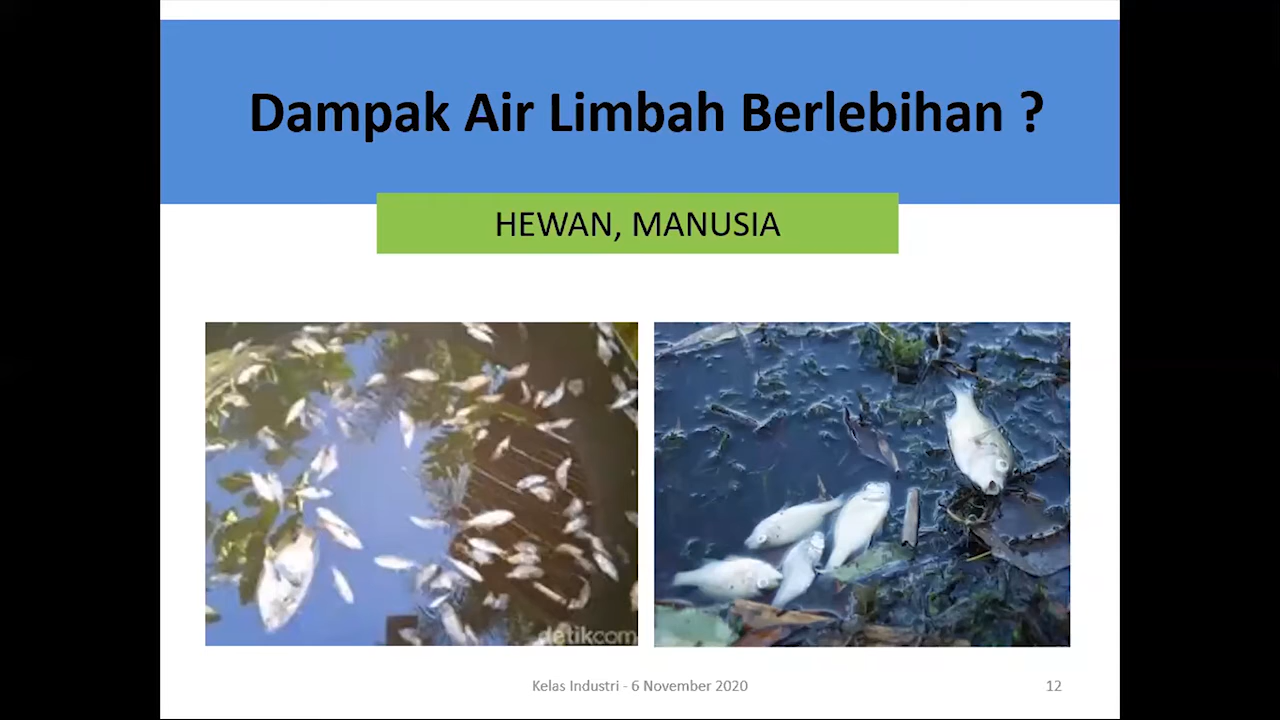 Dampak Air Limbah Berlebihan ?
HEWAN, MANUSIA
detikcom
Kelas Industri - 6 November 2020
12